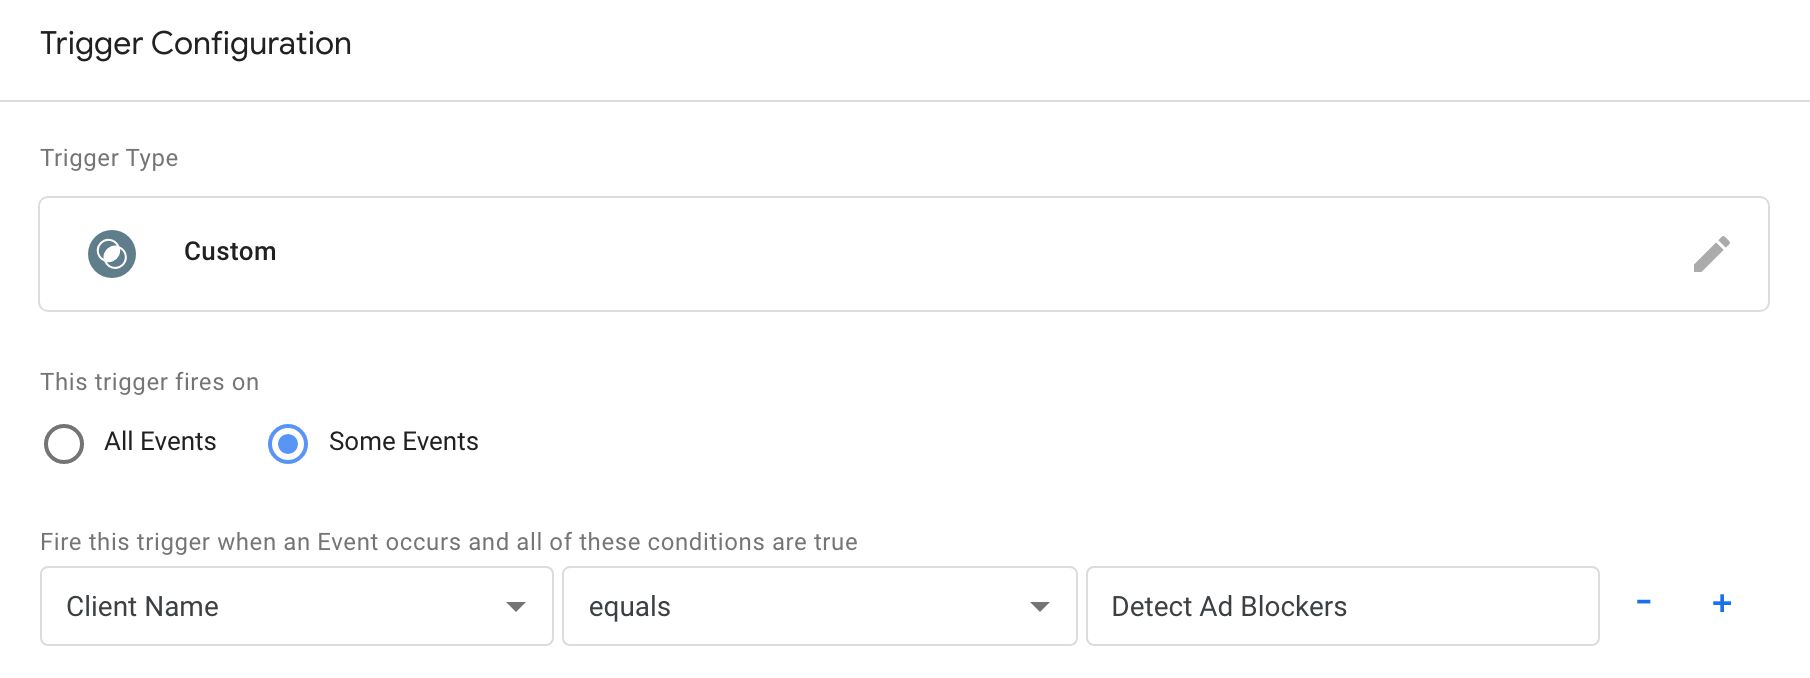 Trigger Configuration
Trigger Type
Custom
This trigger fires on
All Events Some Events
Fire this trigger when an Event occurs and all of these conditions are true
Client Name equals Detect Ad Blockers - +